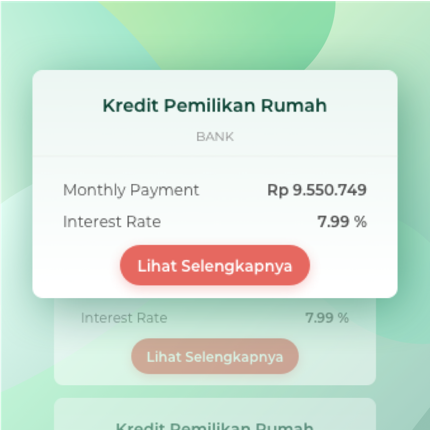 Kredit Pemilikan Rumah
BANK
Monthly Payment Rp 9.550.749
Interest Rate 7.99 %
Lihat Selengkapnya
Interest Rate 7.99 %
Lihat Selengkapnya
Kredit Pemilikan Rumah